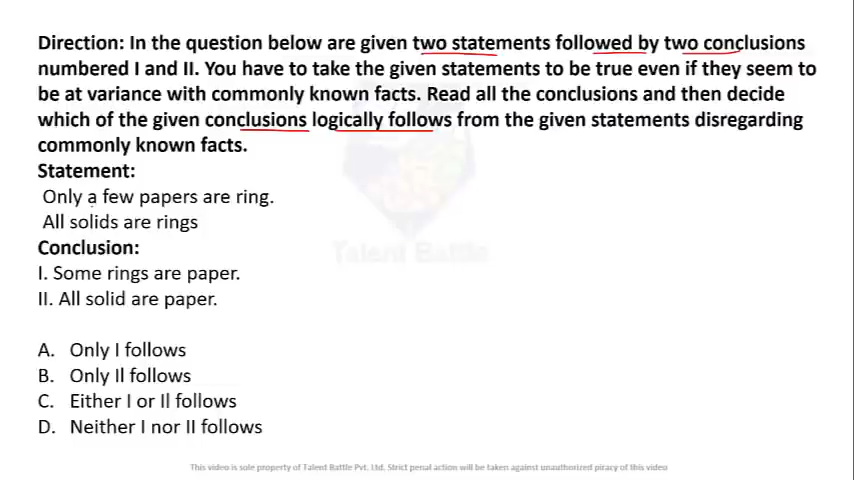 Direction: In the question below are given two statements followed by two conclusions
numbered I and II. You have to take the given statements to be true even if they seem to
be at variance with commonly known facts. Read all the conclusions and then decide
which of the given conclusions logically follows from the given statements disregarding
commonly known facts.
Statement:
Only a few papers are ring.
All solids are rings
Conclusion:
I. Some rings are paper.
II. All solid are paper.
A. Only I follows
B. Only II follows
C. Either I or II follows
D. Neither I nor II follows
Talent Battle
This video is sole property of Talent Battle Pvt. Ltd. Strict penal action will be taken against unauthorized piracy of this video